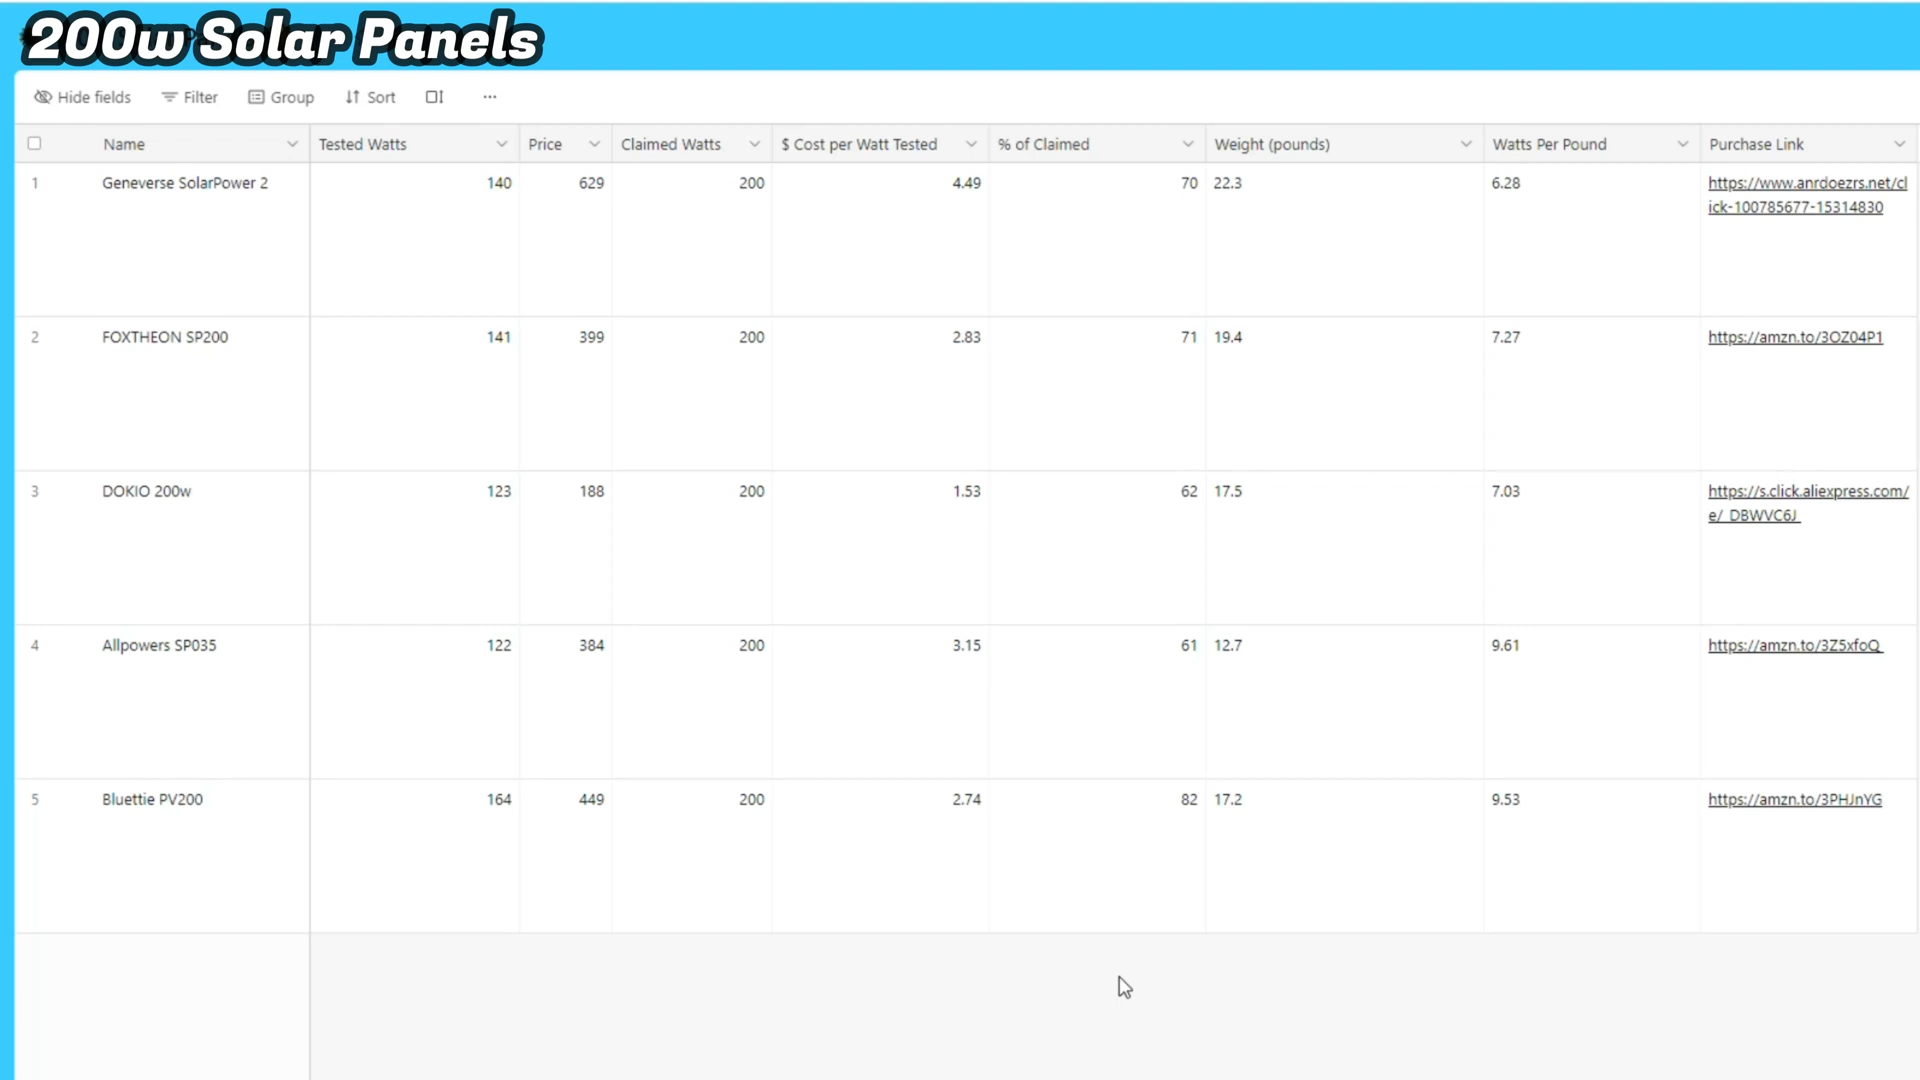 200w Solar Panels
Hide fields Filter Group Sort ...
Name Tested Watts Price Claimed Watts $ Cost per Watt Tested % of Claimed Weight (pounds) Watts Per Pound Purchase Link
1 Geneverse SolarPower 2 140 629 200 4.49 70 22.3 6.28 https://www.anrdoezrs.net/cl
ick-100785677-15314830
2 FOXTHEON SP200 141 399 200 2.83 71 19.4 7.27 https://amzn.to/3OZ04P1
3 DOKIO 200w 123 188 200 1.53 62 17.5 7.03 https://s.click.aliexpress.com/
e/_DBWVC6J
4 Allpowers SP035 122 384 200 3.15 61 12.7 9.61 https://amzn.to/3Z5xfoQ
5 Bluettie PV200 164 449 200 2.74 82 17.2 9.53 https://amzn.to/3PHJnYG